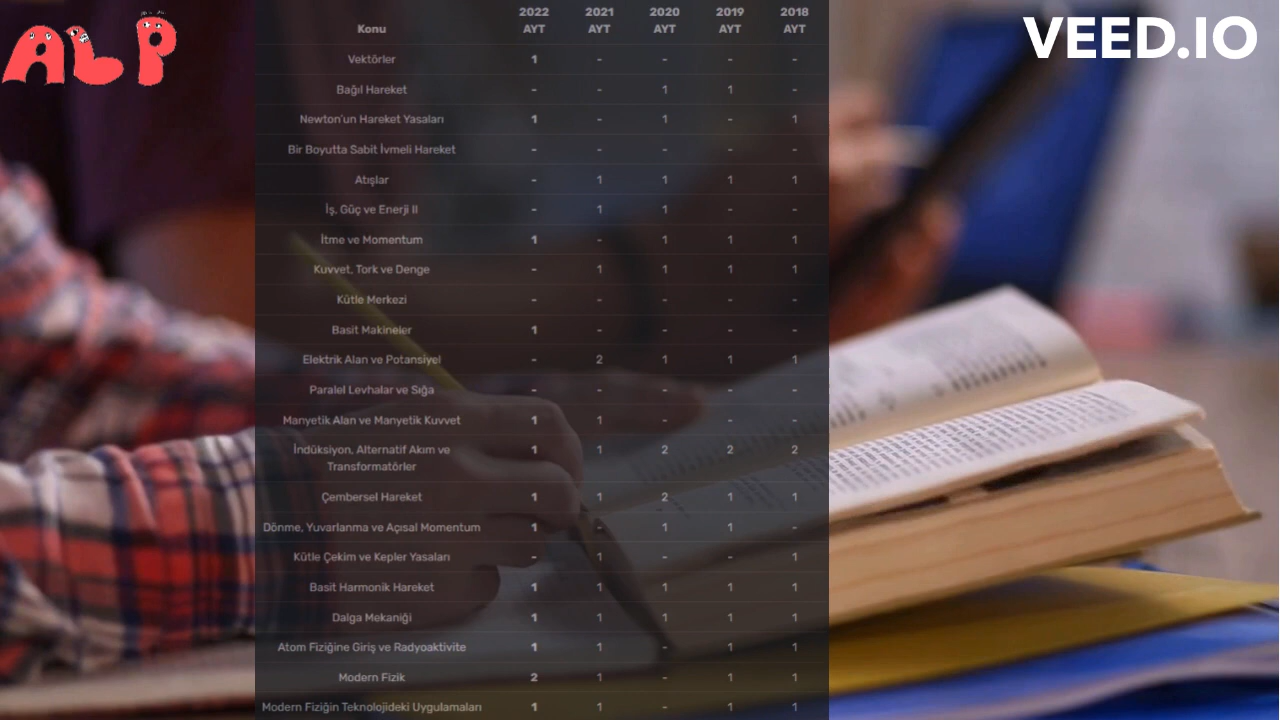 ALP
VEED.IO
Konu 2022 AYT 2021 AYT 2020 AYT 2019 AYT 2018 AYT
Vektörler 1 - - - -
Bağıl Hareket - - 1 1 -
Newton'un Hareket Yasaları 1 - 1 - 1
Bir Boyutta Sabit İvmeli Hareket - - - - -
Atışlar - 1 1 1 1
İş, Güç ve Enerji II - 1 1 - -
İtme ve Momentum 1 - 1 1 1
Kuvvet, Tork ve Denge - 1 1 1 1
Kütle Merkezi - - - - -
Basit Makineler 1 - - - -
Elektrik Alan ve Potansiyel - 2 1 1 1
Paralel Levhalar ve Sığa - - - - -
Manyetik Alan ve Manyetik Kuvvet 1 1 - - -
İndüksiyon, Alternatif Akım ve 1 1 2 2 2
Transformatörler
Çembersel Hareket 1 1 2 1 1
Dönme, Yuvarlanma ve Açısal Momentum 1 - 1 1 -
Kütle Çekim ve Kepler Yasaları - 1 - - 1
Basit Harmonik Hareket 1 1 1 1 1
Dalga Mekaniği 1 1 1 1 1
Atom Fiziğine Giriş ve Radyoaktivite 1 1 - 1 1
Modern Fizik 2 1 - 1 1
Modern Fiziğin Teknolojideki Uygulamaları 1 1 - 1 1